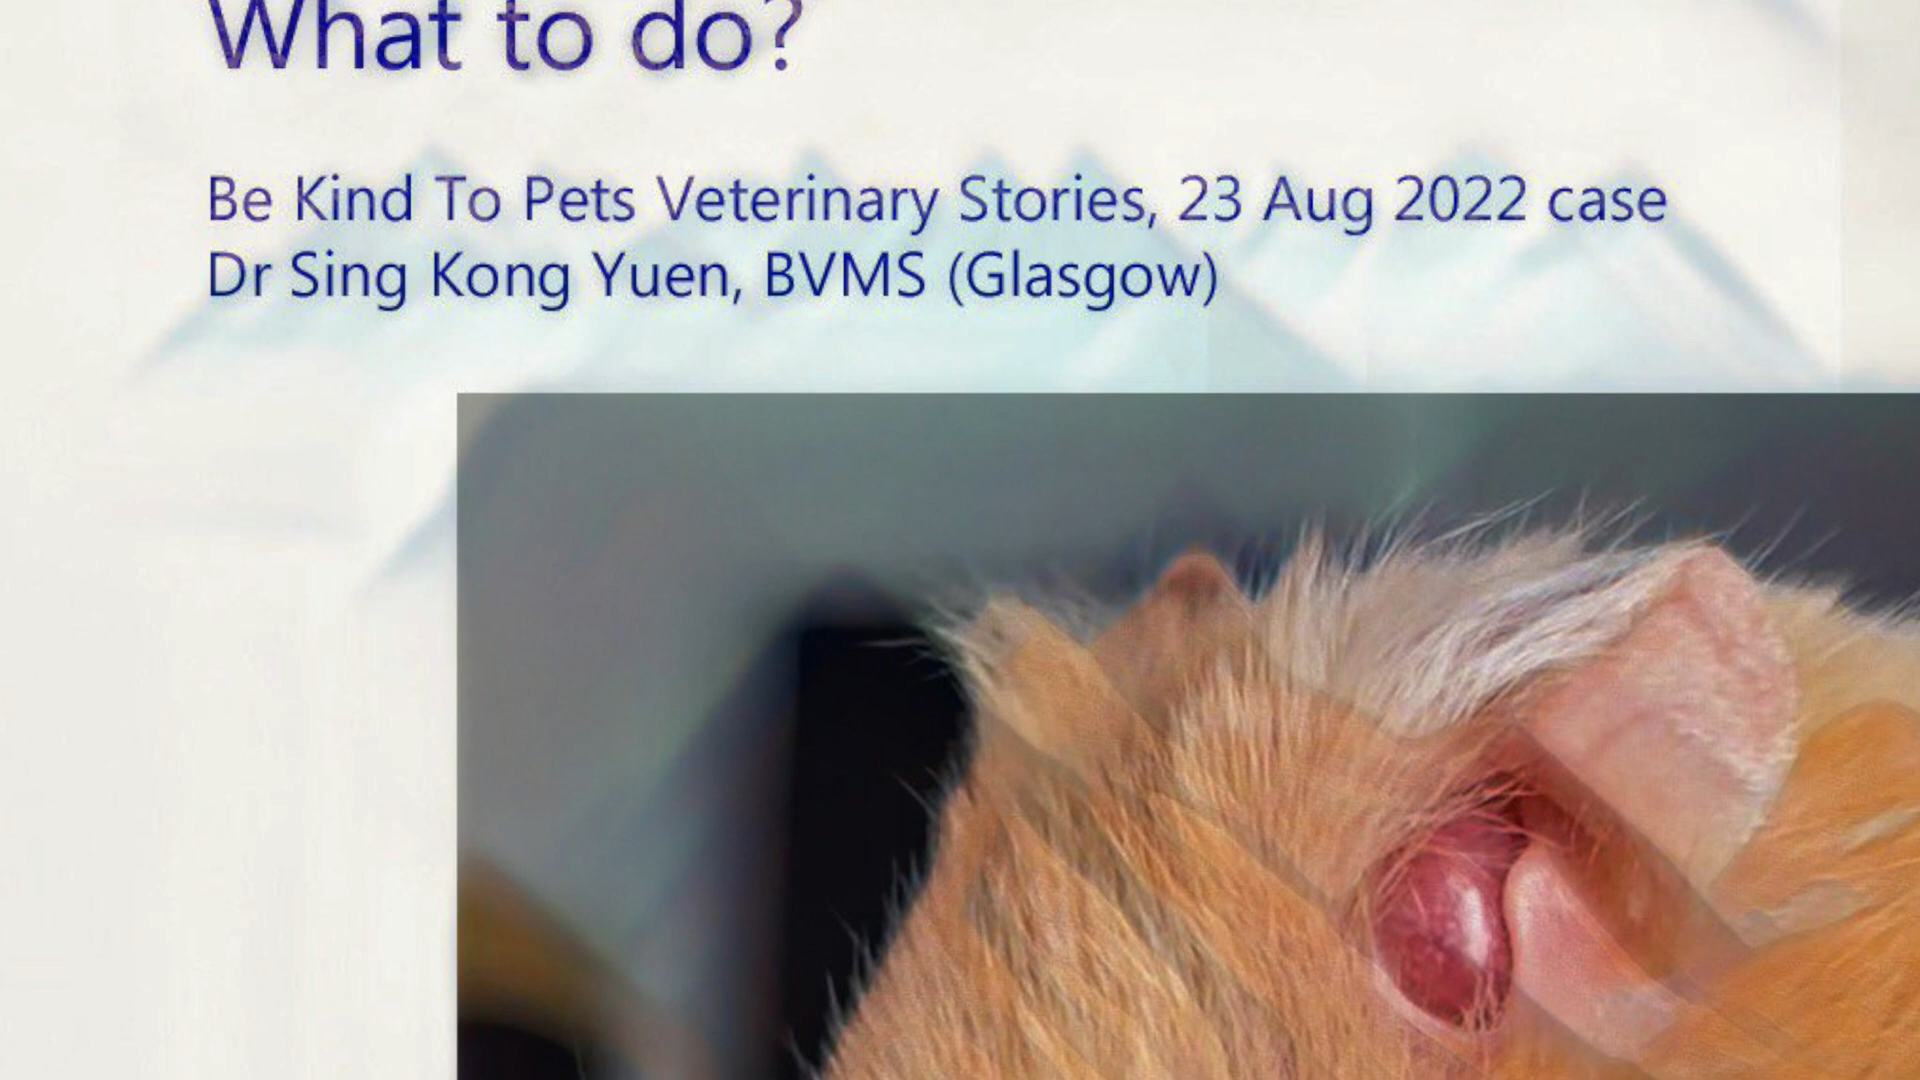 What to do?
Be Kind To Pets Veterinary Stories, 23 Aug 2022 case
Dr Sing Kong Yuen, BVMS (Glasgow)